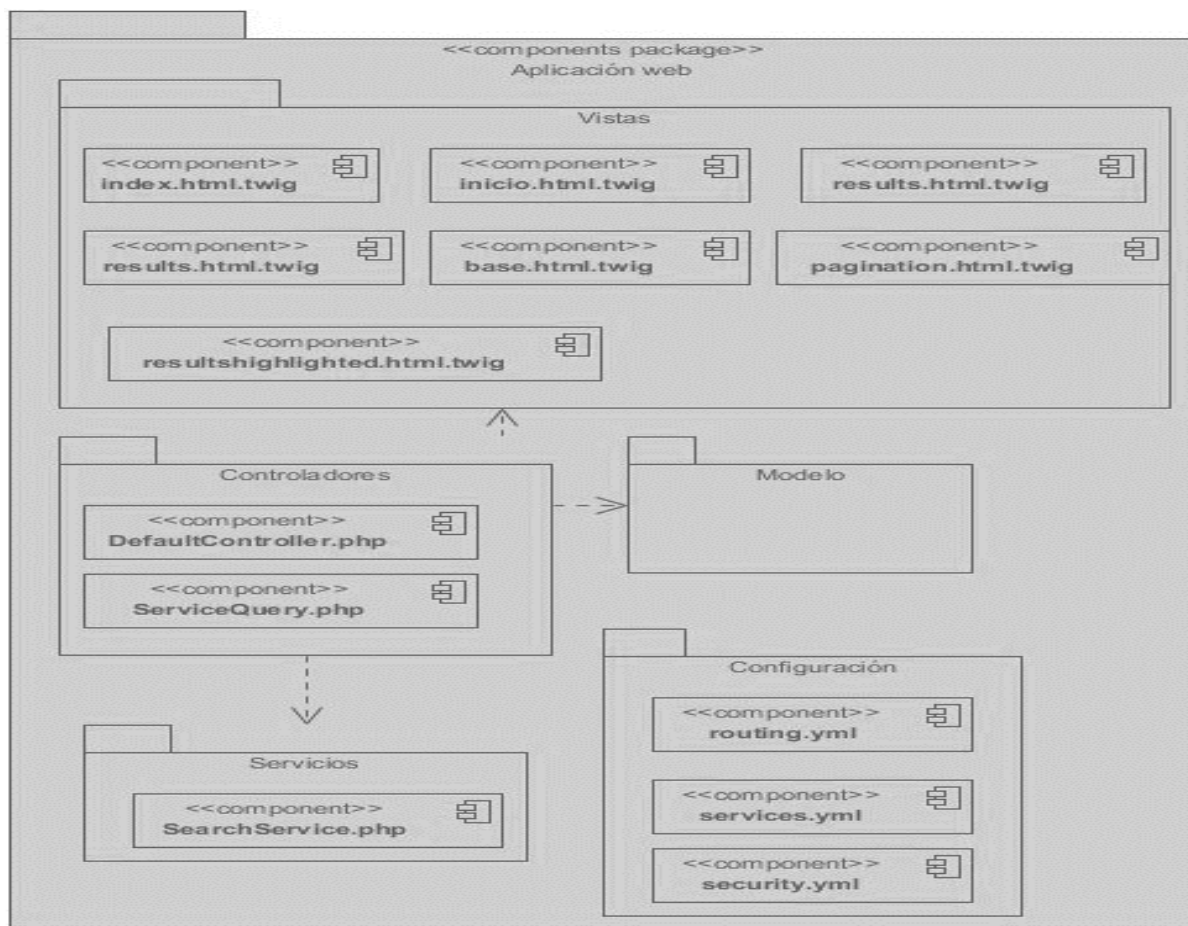 <<components package>>
Aplicación web
Vistas
<<component>>
index.html.twig
<<component>>
inicio.html.twig
<<component>>
results.html.twig
<<component>>
results.html.twig
<<component>>
base.html.twig
<<component>>
pagination.html.twig
<<component>>
resultshighlighted.html.twig
Controladores
<<component>>
DefaultController.php
<<component>>
ServiceQuery.php
Modelo
Servicios
<<component>>
SearchService.php
Configuración
<<component>>
routing.yml
<<component>>
services.yml
<<component>>
security.yml